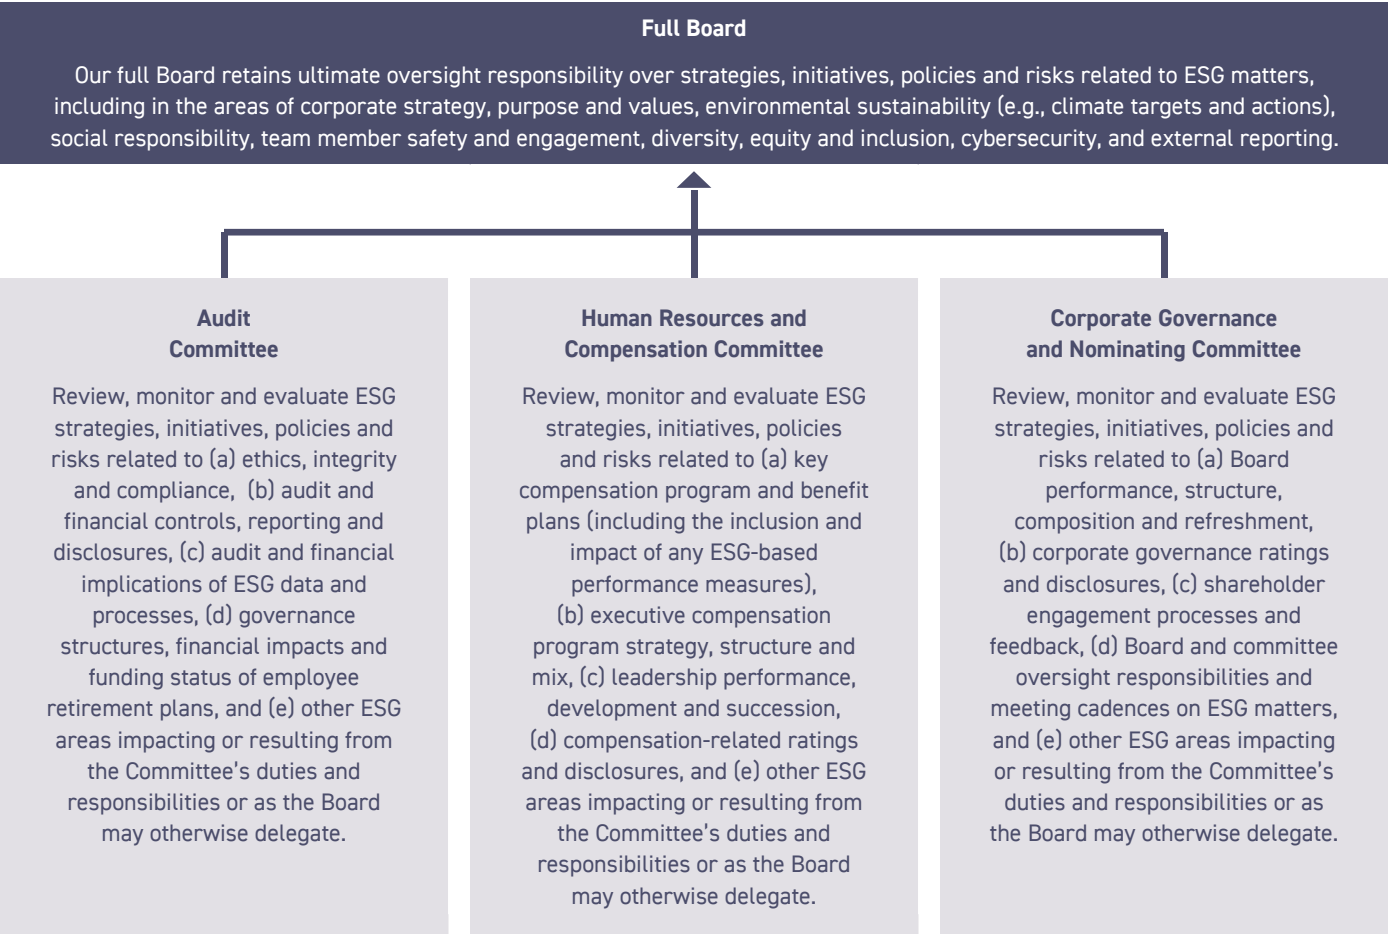 Full Board
Our full Board retains ultimate oversight responsibility over strategies, initiatives, policies and risks related to ESG matters,
including in the areas of corporate strategy, purpose and values, environmental sustainability (e.g., climate targets and actions),
social responsibility, team member safety and engagement, diversity, equity and inclusion, cybersecurity, and external reporting.
Audit
Committee
Review, monitor and evaluate ESG
strategies, initiatives, policies and
risks related to (a) ethics, integrity
and compliance,  (b) audit and
financial controls, reporting and
disclosures, (c) audit and financial
implications of ESG data and
processes, (d) governance
structures, financial impacts and
funding status of employee
retirement plans, and (e) other ESG
areas impacting or resulting from
the Committee’s duties and
responsibilities or as the Board
may otherwise delegate.
Human Resources and
Compensation Committee
Review, monitor and evaluate ESG
strategies, initiatives, policies
and risks related to (a) key
compensation program and benefit
plans (including the inclusion and
impact of any ESG-based
performance measures),
(b) executive compensation
program strategy, structure and
mix, (c) leadership performance,
development and succession,
(d) compensation-related ratings
and disclosures, and (e) other ESG
areas impacting or resulting from
the Committee’s duties and
responsibilities or as the Board
may otherwise delegate.
Corporate Governance
and Nominating Committee
Review, monitor and evaluate ESG
strategies, initiatives, policies and
risks related to (a) Board
performance, structure,
composition and refreshment,
(b) corporate governance ratings
and disclosures, (c) shareholder
engagement processes and
feedback, (d) Board and committee
oversight responsibilities and
meeting cadences on ESG matters,
and (e) other ESG areas impacting
or resulting from the Committee’s
duties and responsibilities or as
the Board may otherwise delegate.